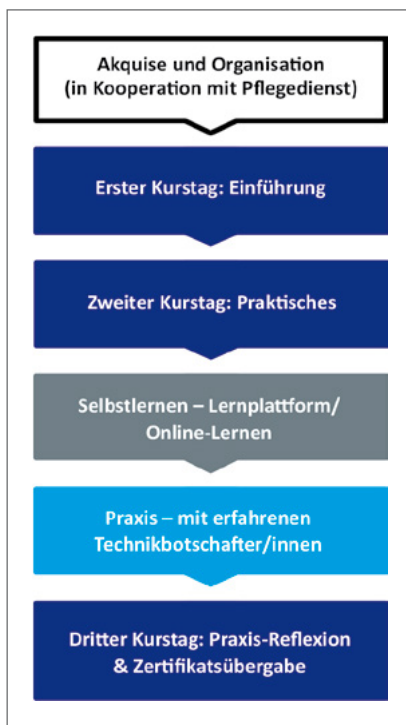 Akquise und Organisation
(in Kooperation mit Pflegedienst)
Erster Kurstag: Einführung
Zweiter Kurstag: Praktisches
Selbstlernen – Lernplattform/
Online-Lernen
Praxis – mit erfahrenen
Technikbotschafter/innen
Dritter Kurstag: Praxis-Reflexion
& Zertifikatsübergabe